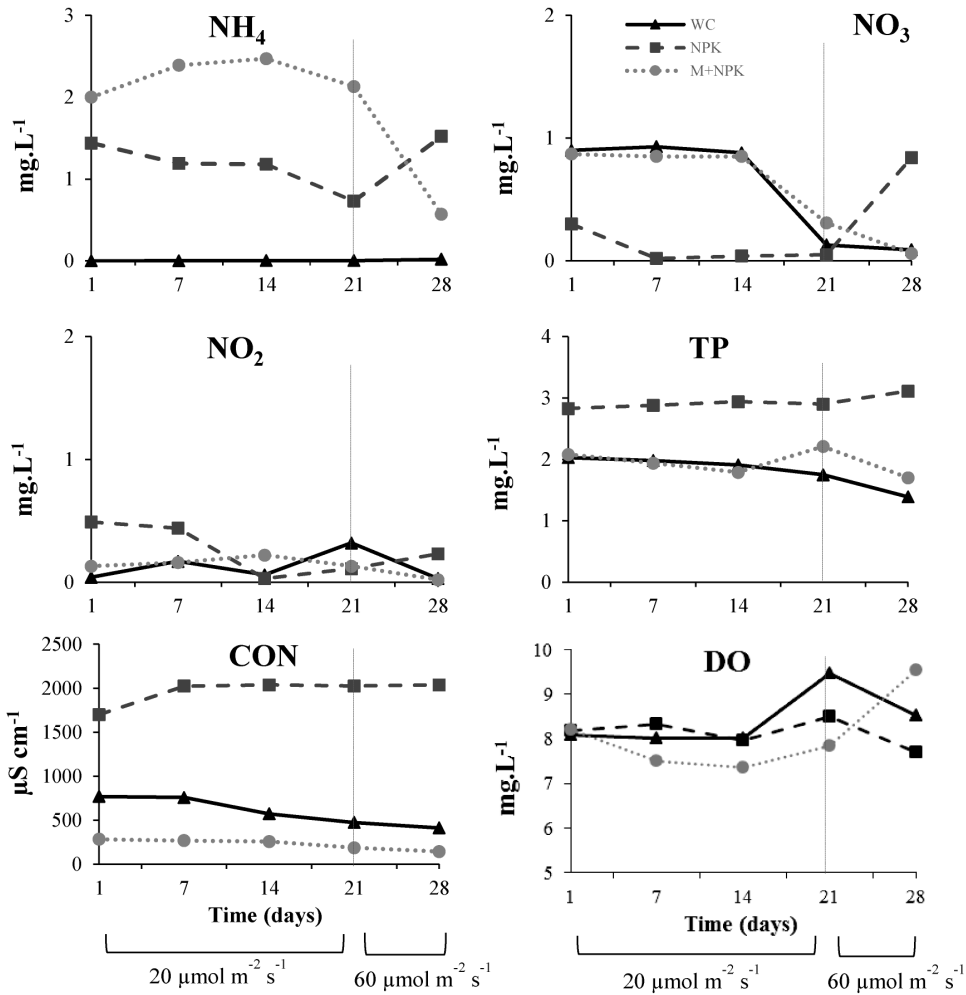 NH₄
3
2
1
0
mg.L⁻¹
1 7 14 21 28
NO₃
WC
NPK
M+NPK
2
1
0
mg.L⁻¹
1 7 14 21 28
NO₂
2
1
0
mg.L⁻¹
1 7 14 21 28
TP
4
3
2
1
0
mg.L⁻¹
1 7 14 21 28
CON
2500
2000
1500
1000
500
0
µS cm⁻¹
1 7 14 21 28
Time (days)
20 µmol m⁻² s⁻¹ 60 µmol m⁻² s⁻¹
DO
10
9
8
7
6
5
mg.L⁻¹
1 7 14 21 28
Time (days)
20 µmol m⁻² s⁻¹ 60 µmol m⁻² s⁻¹